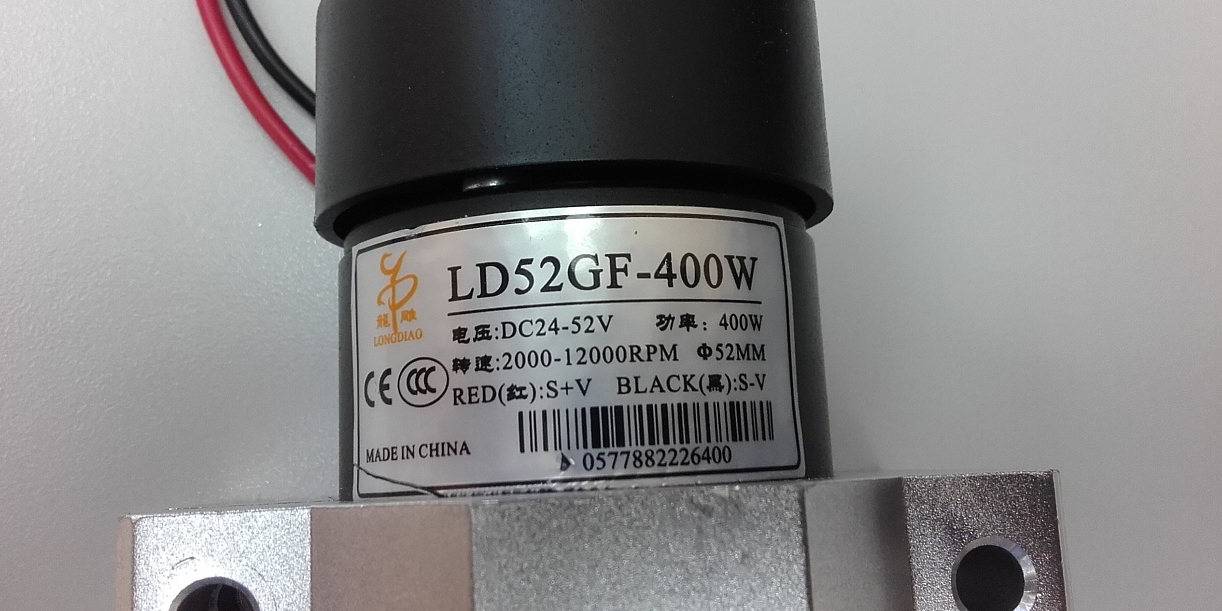 LD52GF-400W
龍雕
LONGDIAO
电压:DC24-52V 功率: 400W
转速:2000-12000RPM Φ52MM
CE CCC
RED(红):S+V BLACK(黑):S-V
MADE IN CHINA
0577882226400